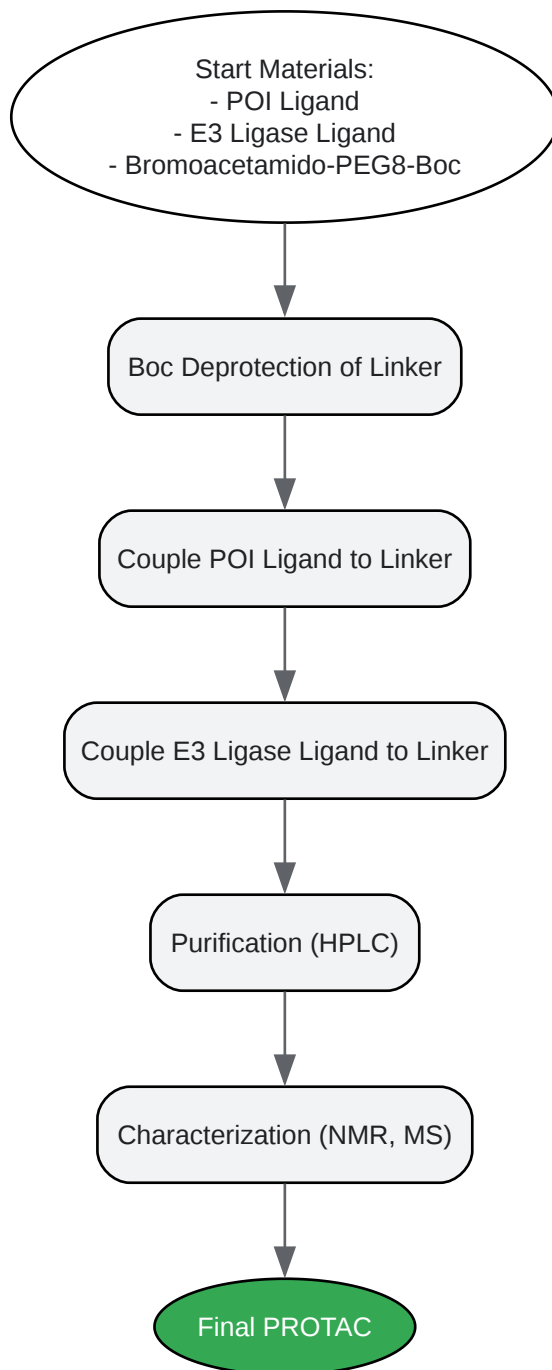 Start Materials:
- POI Ligand
- E3 Ligase Ligand
- Bromoacetamido-PEG8-Boc
Boc Deprotection of Linker
Couple POI Ligand to Linker
Couple E3 Ligase Ligand to Linker
Purification (HPLC)
Characterization (NMR, MS)
Final PROTAC